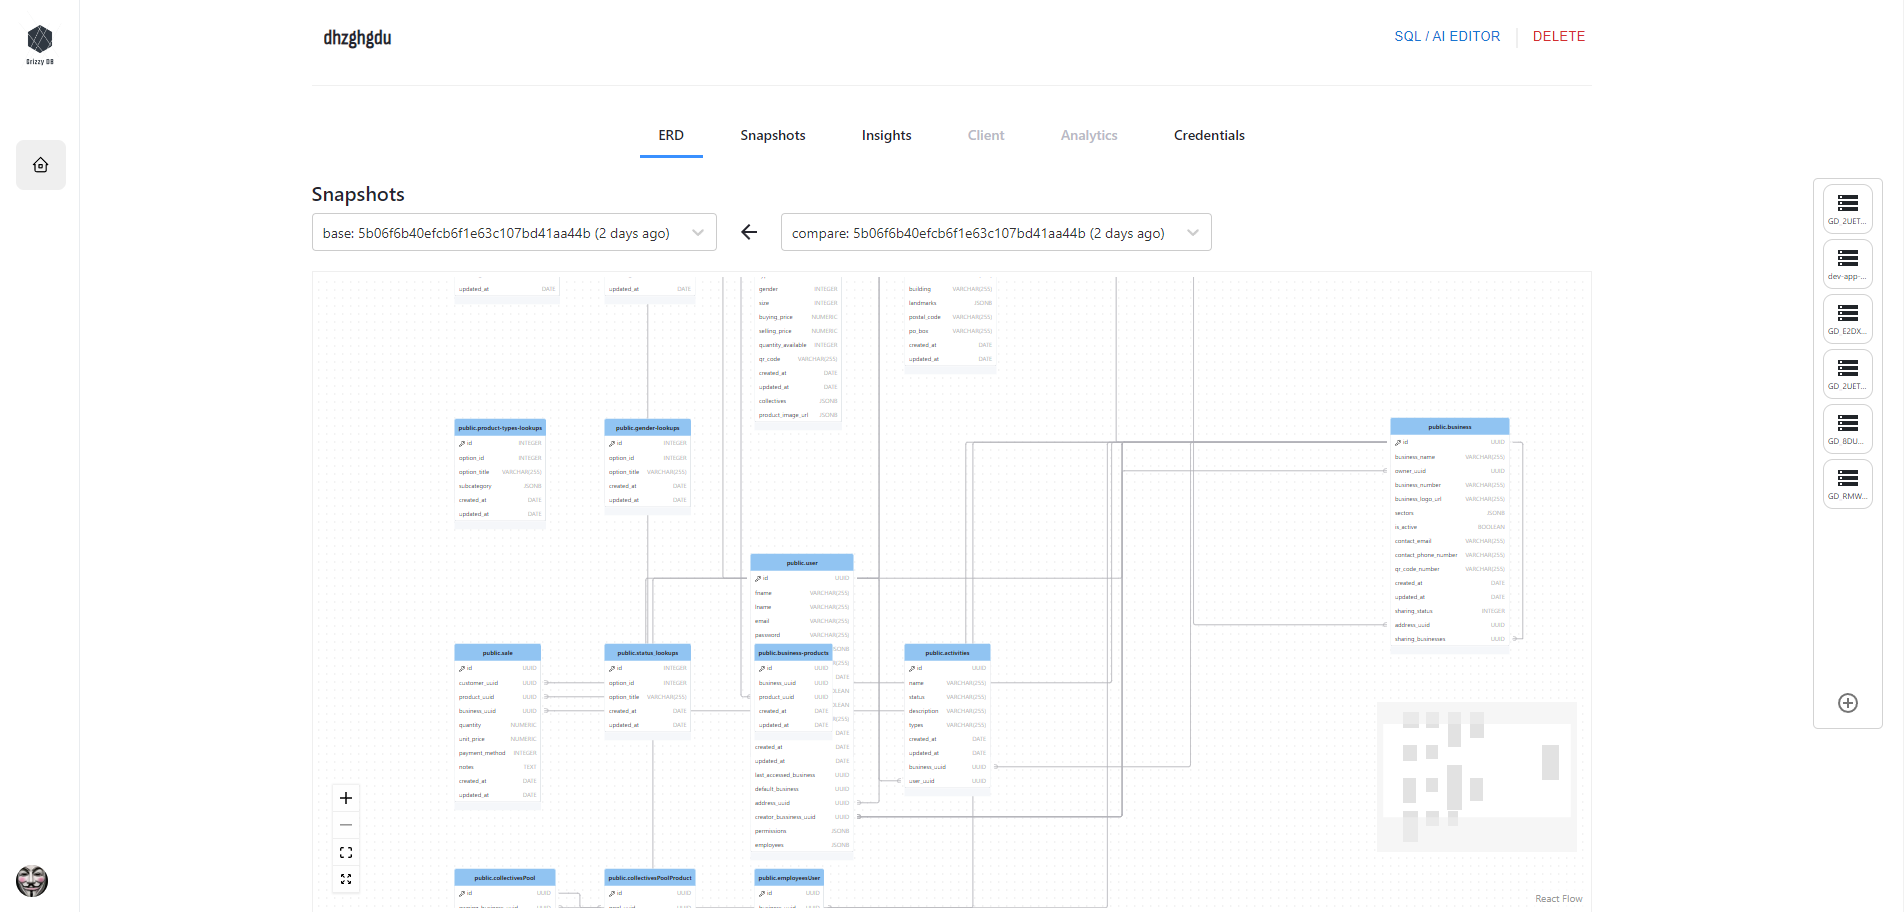 Grizzy DB
dhzghgdu
SQL / AI EDITOR
DELETE
ERD
Snapshots
Insights
Client
Analytics
Credentials
Snapshots
base: 5b06f6b40efcb6f1e63c107bd41aa44b (2 days ago)
compare: 5b06f6b40efcb6f1e63c107bd41aa44b (2 days ago)
updated_at DATE
updated_at DATE
gender INTEGER
size INTEGER
buying_price NUMERIC
selling_price NUMERIC
quantity_available INTEGER
qr_code VARCHAR(255)
created_at DATE
updated_at DATE
collectives JSONB
product_image_url JSONB
building VARCHAR(255)
landmarks JSONB
postal_code VARCHAR(255)
po_box VARCHAR(255)
created_at DATE
updated_at DATE
public.product-types-lookups
id INTEGER
option_id INTEGER
option_title VARCHAR(255)
subcategory JSONB
created_at DATE
updated_at DATE
public.gender-lookups
id INTEGER
option_id INTEGER
option_title VARCHAR(255)
created_at DATE
updated_at DATE
public.business
id UUID
business_name VARCHAR(255)
owner_uuid UUID
business_number VARCHAR(255)
business_logo_url VARCHAR(255)
sectors JSONB
is_active BOOLEAN
contact_email VARCHAR(255)
contact_phone_number VARCHAR(255)
qr_code_number VARCHAR(255)
created_at DATE
updated_at DATE
sharing_status INTEGER
address_uuid UUID
sharing_businesses UUID
public.user
id UUID
fname VARCHAR(255)
lname VARCHAR(255)
email VARCHAR(255)
password VARCHAR(255)
public.business-products
id UUID
business_uuid UUID
product_uuid UUID
created_at DATE
updated_at DATE
created_at DATE
updated_at DATE
last_accessed_business UUID
default_business UUID
address_uuid UUID
creator_bussiness_uuid UUID
permissions JSONB
employees JSONB
public.sale
id UUID
customer_uuid UUID
product_uuid UUID
business_uuid UUID
quantity NUMERIC
unit_price NUMERIC
payment_method INTEGER
notes TEXT
created_at DATE
updated_at DATE
public.status_lookups
id INTEGER
option_id INTEGER
option_title VARCHAR(255)
created_at DATE
updated_at DATE
public.activities
id UUID
name VARCHAR(255)
status VARCHAR(255)
description VARCHAR(255)
types VARCHAR(255)
created_at DATE
updated_at DATE
business_uuid UUID
user_uuid UUID
public.collectivesPool
id UUID
public.collectivesPoolProduct
id UUID
public.employeesUser
id UUID
React Flow
GD_2UET...
dev-app-...
GD_E2DX...
GD_2UET...
GD_8DU...
GD_RMW...